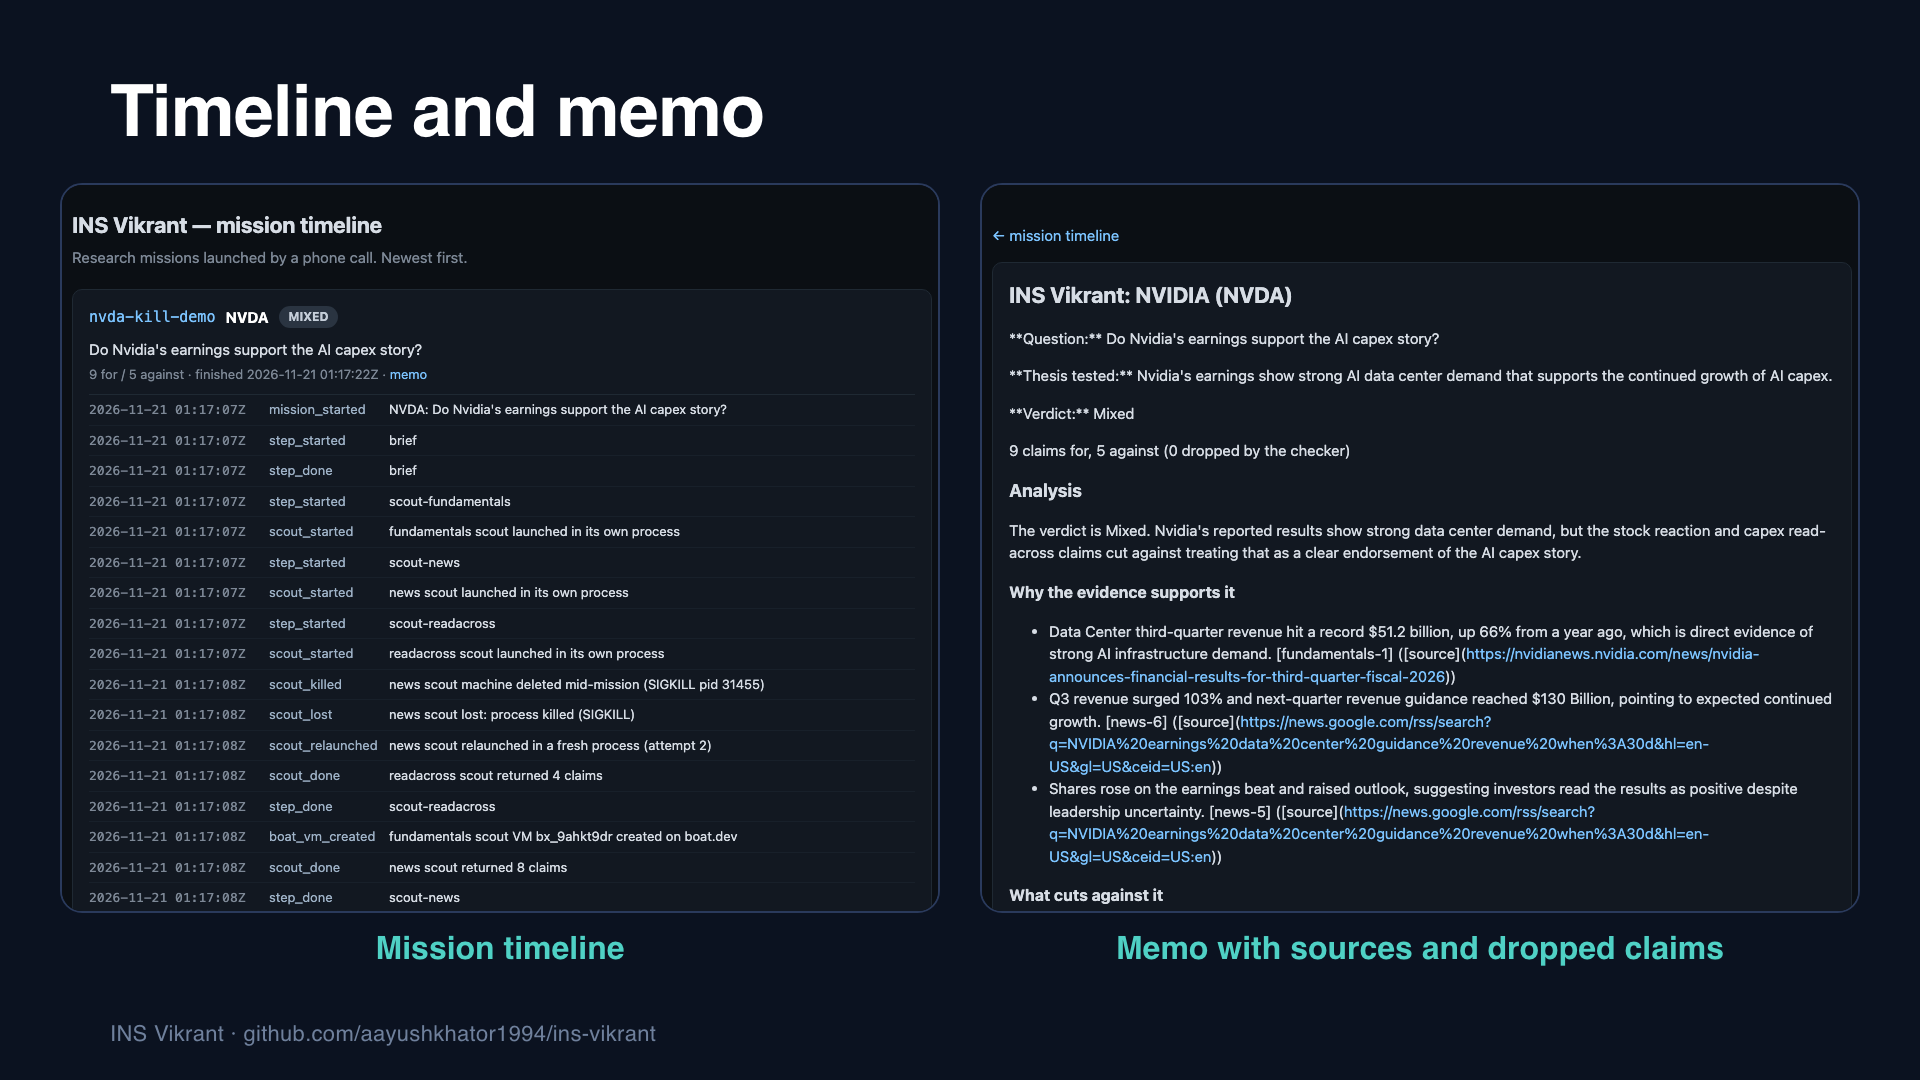 Timeline and memo
INS Vikrant — mission timeline
Research missions launched by a phone call. Newest first.
nvda-kill-demo NVDA MIXED
Do Nvidia's earnings support the AI capex story?
9 for / 5 against · finished 2026-11-21 01:17:22Z · memo
2026-11-21 01:17:07Z mission_started NVDA: Do Nvidia's earnings support the AI capex story?
2026-11-21 01:17:07Z step_started brief
2026-11-21 01:17:07Z step_done brief
2026-11-21 01:17:07Z step_started scout-fundamentals
2026-11-21 01:17:07Z scout_started fundamentals scout launched in its own process
2026-11-21 01:17:07Z step_started scout-news
2026-11-21 01:17:07Z scout_started news scout launched in its own process
2026-11-21 01:17:07Z step_started scout-readacross
2026-11-21 01:17:07Z scout_started readacross scout launched in its own process
2026-11-21 01:17:08Z scout_killed news scout machine deleted mid-mission (SIGKILL pid 31455)
2026-11-21 01:17:08Z scout_lost news scout lost: process killed (SIGKILL)
2026-11-21 01:17:08Z scout_relaunched news scout relaunched in a fresh process (attempt 2)
2026-11-21 01:17:08Z scout_done readacross scout returned 4 claims
2026-11-21 01:17:08Z step_done scout-readacross
2026-11-21 01:17:08Z boat_vm_created fundamentals scout VM bx_9ahkt9dr created on boat.dev
2026-11-21 01:17:08Z scout_done news scout returned 8 claims
2026-11-21 01:17:08Z step_done scout-news
Mission timeline
← mission timeline
INS Vikrant: NVIDIA (NVDA)
**Question:** Do Nvidia's earnings support the AI capex story?
**Thesis tested:** Nvidia's earnings show strong AI data center demand that supports the continued growth of AI capex.
**Verdict:** Mixed
9 claims for, 5 against (0 dropped by the checker)
Analysis
The verdict is Mixed. Nvidia's reported results show strong data center demand, but the stock reaction and capex read-
across claims cut against treating that as a clear endorsement of the AI capex story.
Why the evidence supports it
• Data Center third-quarter revenue hit a record $51.2 billion, up 66% from a year ago, which is direct evidence of
strong AI infrastructure demand. [fundamentals-1] ([source](https://nvidianews.nvidia.com/news/nvidia-
announces-financial-results-for-third-quarter-fiscal-2026))
• Q3 revenue surged 103% and next-quarter revenue guidance reached $130 Billion, pointing to expected continued
growth. [news-6] ([source](https://news.google.com/rss/search?
q=NVIDIA%20earnings%20data%20center%20guidance%20revenue%20when%3A30d&hl=en-
US&gl=US&ceid=US:en))
• Shares rose on the earnings beat and raised outlook, suggesting investors read the results as positive despite
leadership uncertainty. [news-5] ([source](https://news.google.com/rss/search?
q=NVIDIA%20earnings%20data%20center%20guidance%20revenue%20when%3A30d&hl=en-
US&gl=US&ceid=US:en))
What cuts against it
Memo with sources and dropped claims
INS Vikrant · github.com/aayushkhator1994/ins-vikrant